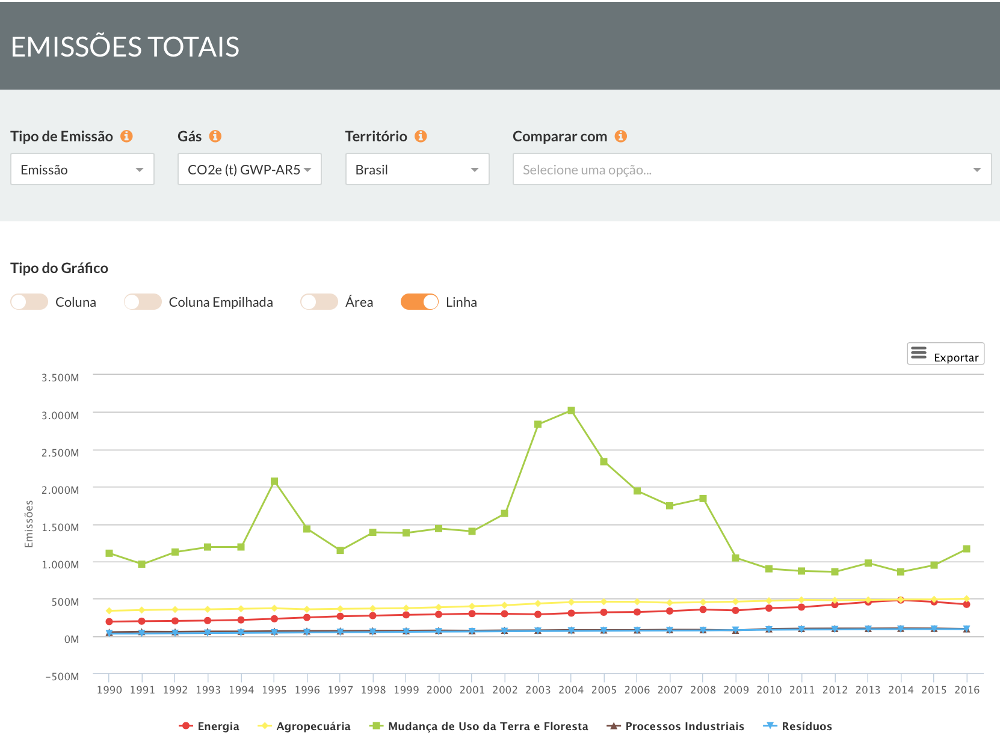 EMISSÕES TOTAIS
Tipo de Emissão Gás Território Comparar com
Emissão CO2e (t) GWP-AR5 Brasil Selecione uma opção...
Tipo do Gráfico
Coluna Coluna Empilhada Área Linha
Exportar
3.500M
3.000M
2.500M
2.000M
1.500M
1.000M
500M
0M
−500M
Emissões
1990 1991 1992 1993 1994 1995 1996 1997 1998 1999 2000 2001 2002 2003 2004 2005 2006 2007 2008 2009 2010 2011 2012 2013 2014 2015 2016
Energia Agropecuária Mudança de Uso da Terra e Floresta Processos Industriais Resíduos